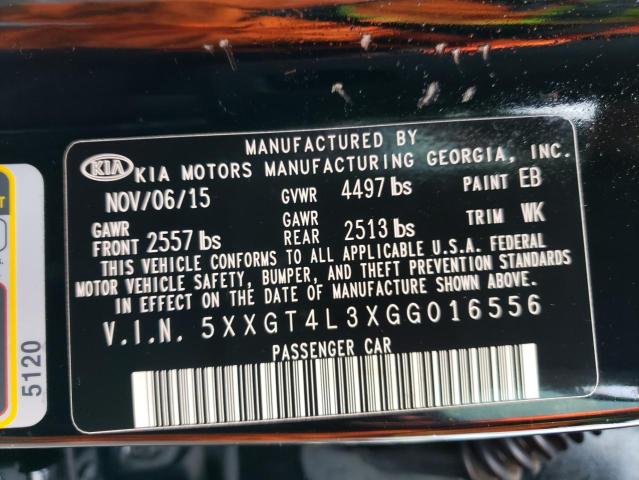 MANUFACTURED BY
KIA KIA MOTORS MANUFACTURING GEORGIA, INC.
NOV/06/15 GVWR 4497 lbs PAINT EB
GAWR FRONT 2557 lbs GAWR REAR 2513 lbs TRIM WK
THIS VEHICLE CONFORMS TO ALL APPLICABLE U.S.A. FEDERAL
MOTOR VEHICLE SAFETY, BUMPER, AND THEFT PREVENTION STANDARDS
IN EFFECT ON THE DATE OF MANUFACTURE SHOWN ABOVE.
V.I.N. 5XXGT4L3XGG016556
PASSENGER CAR
5120